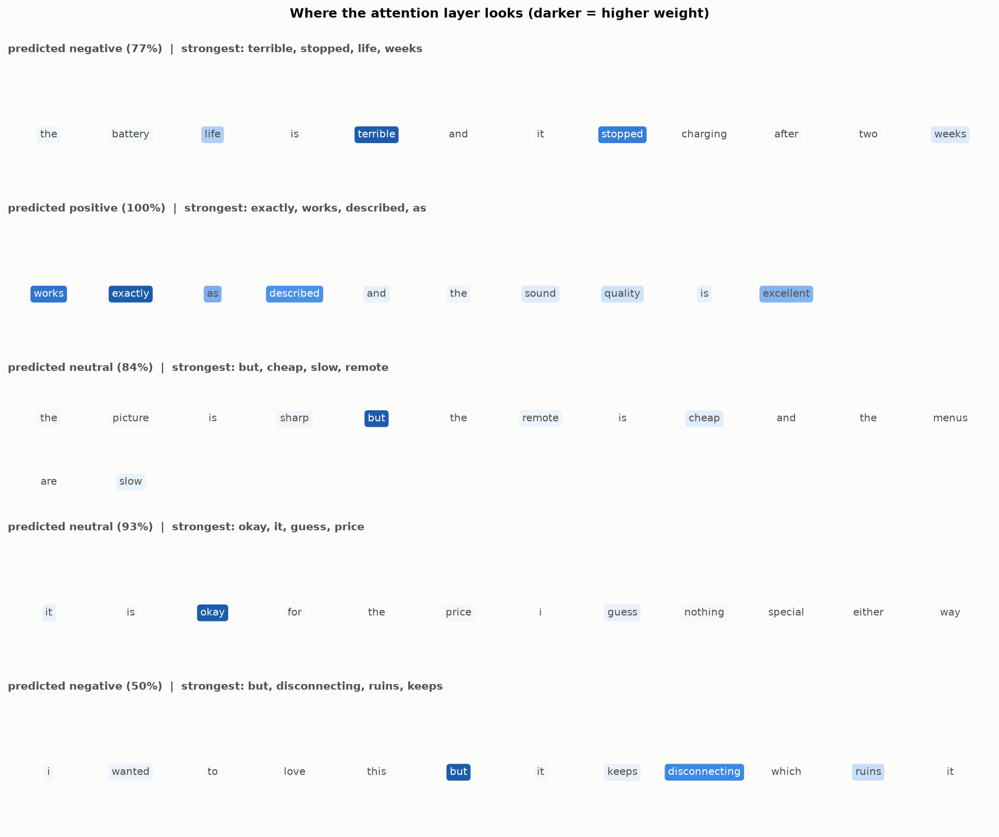 Where the attention layer looks (darker = higher weight)
predicted negative (77%)  |  strongest: terrible, stopped, life, weeks
the battery life is terrible and it stopped charging after two weeks
predicted positive (100%)  |  strongest: exactly, works, described, as
works exactly as described and the sound quality is excellent
predicted neutral (84%)  |  strongest: but, cheap, slow, remote
the picture is sharp but the remote is cheap and the menus
are slow
predicted neutral (93%)  |  strongest: okay, it, guess, price
it is okay for the price i guess nothing special either way
predicted negative (50%)  |  strongest: but, disconnecting, ruins, keeps
i wanted to love this but it keeps disconnecting which ruins it